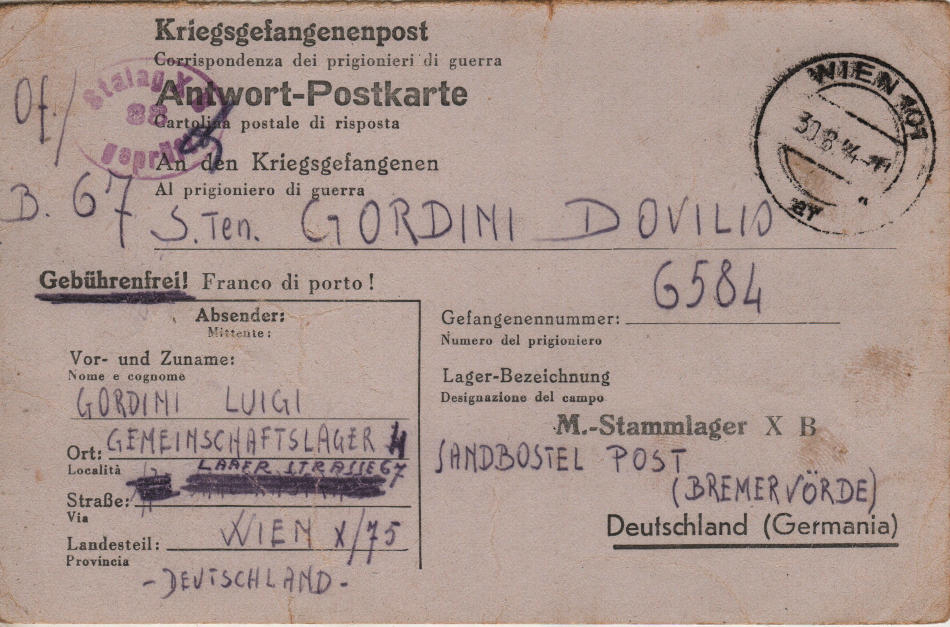 Kriegsgefangenenpost
Corrispondenza dei prigionieri di guerra
Antwort-Postkarte
Cartolina postale di risposta
Stalag X B
geprüft
Of/
WIEN 101
An den Kriegsgefangenen
Al prigioniero di guerra
B. 67
S. Ten. GORDINI DOVILIO
Gebührenfrei! Franco di porto!
6584
Gefangenennummer:
Numero del prigioniero
Lager-Bezeichnung
Designazione del campo
M.-Stammlager X B
SANDBOSTEL POST
(BREMERVÖRDE)
Deutschland (Germania)
Absender:
Mittente:
Vor- und Zuname:
Nome e cognome
GORDINI LUIGI
Ort: GEMEINSCHAFTSLAGER
Località
LAAER STRASSE 67
Straße:
Via
Landesteil: WIEN X/75
Provincia
- DEUTSCHLAND -